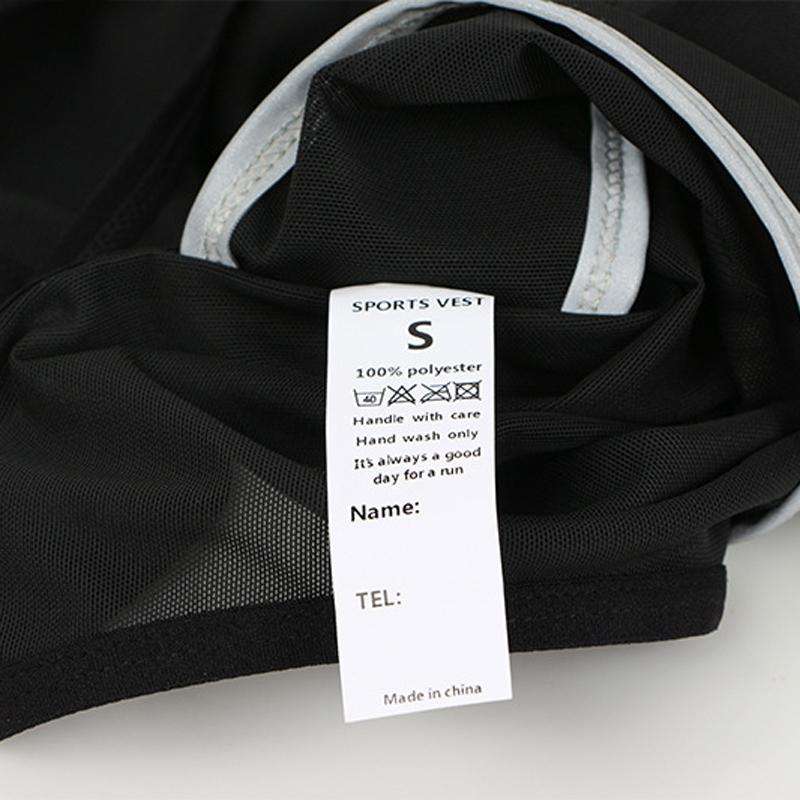 SPORTS VEST
S
100% polyester
40
Handle with care
Hand wash only
It's always a good
day for a run
Name:
TEL:
Made in china